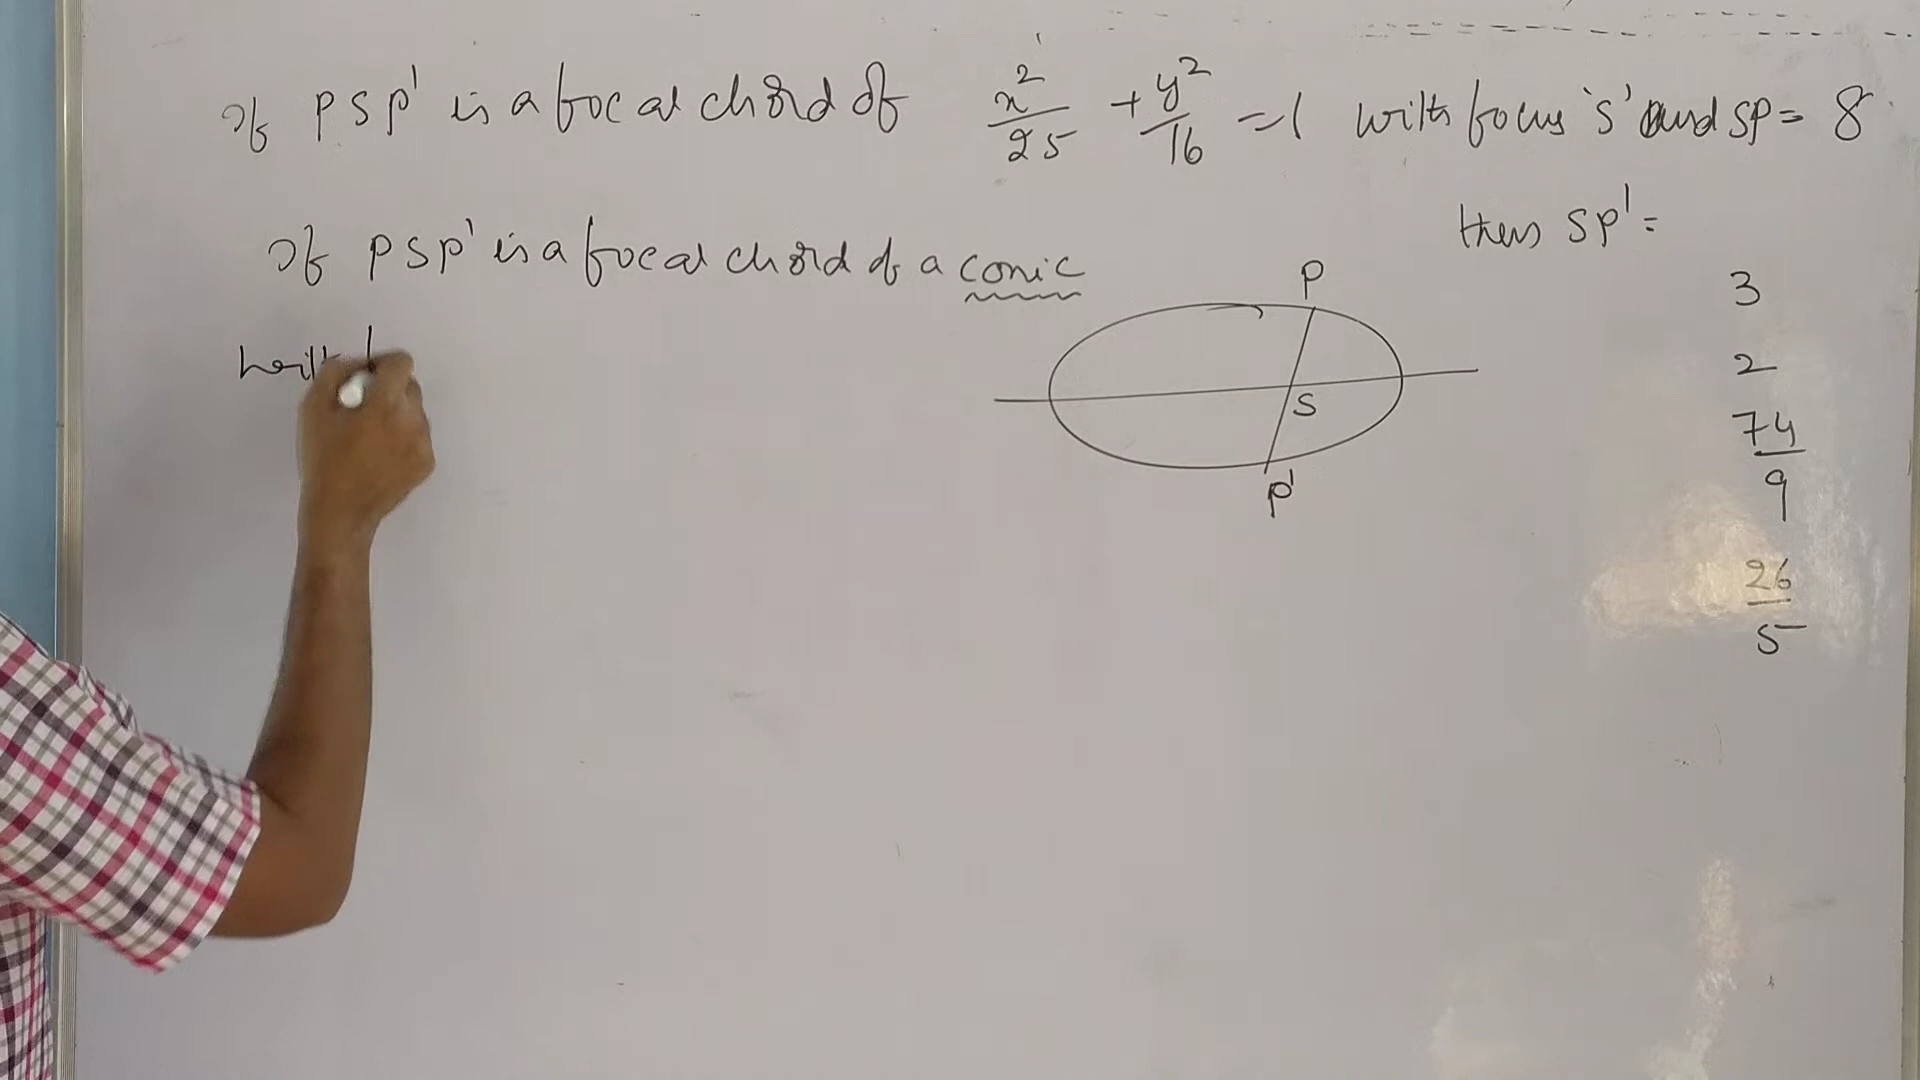 If PSP' is a focal chord of x²/25 + y²/16 = 1 with focus 'S' and SP = 8
then SP' =
If PSP' is a focal chord of a conic
with
P
S
P'
3
2
74/9
26/5